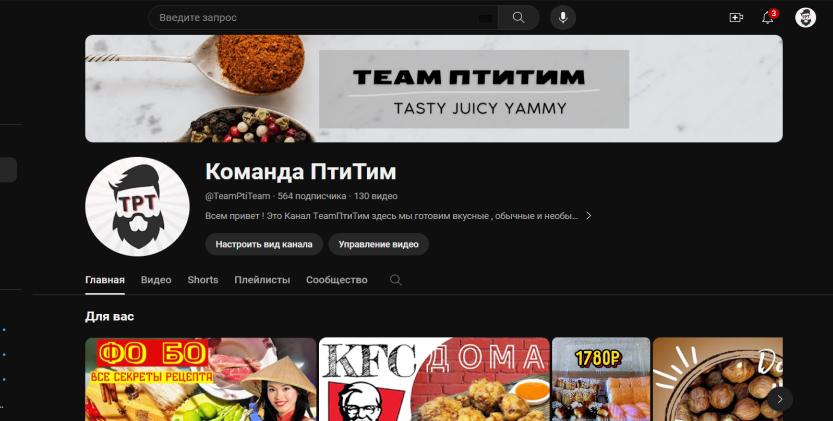 Введите запрос
3
TEAM ПТИТИМ
TASTY JUICY YAMMY
TPT
Команда ПтиТим
@TeamPtiTeam · 564 подписчика · 130 видео
Всем привет ! Это Канал TeamПтиТим здесь мы готовим вкусные , обычные и необы...
Настроить вид канала
Управление видео
Главная
Видео
Shorts
Плейлисты
Сообщество
Для вас
ФО БО
ВСЕ СЕКРЕТЫ РЕЦЕПТА
KFC ДОМА
1780₽